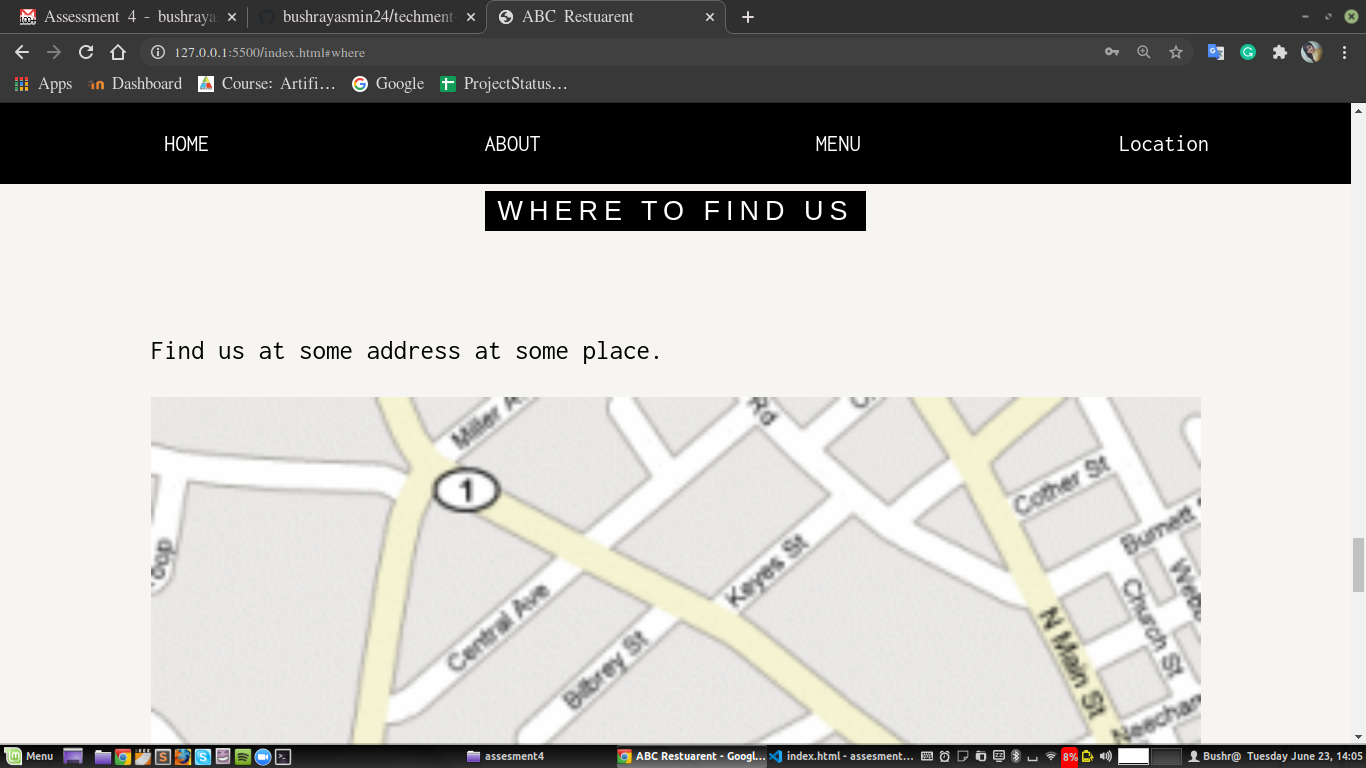 Assessment 4 - bushraya
bushrayasmin24/techment
ABC Restuarent
127.0.0.1:5500/index.html#where
Apps
Dashboard
Course: Artifi…
Google
ProjectStatus…
HOME
ABOUT
MENU
Location
WHERE TO FIND US
Find us at some address at some place.
Miller
Rd
1
Cother St
Burnett
Keyes St
Central Ave
Church St
N Main St
Bilbrey St
Menu
assesment4
ABC Restuarent - Googl...
index.html - assesment...
8%
Bushr@
Tuesday June 23, 14:05